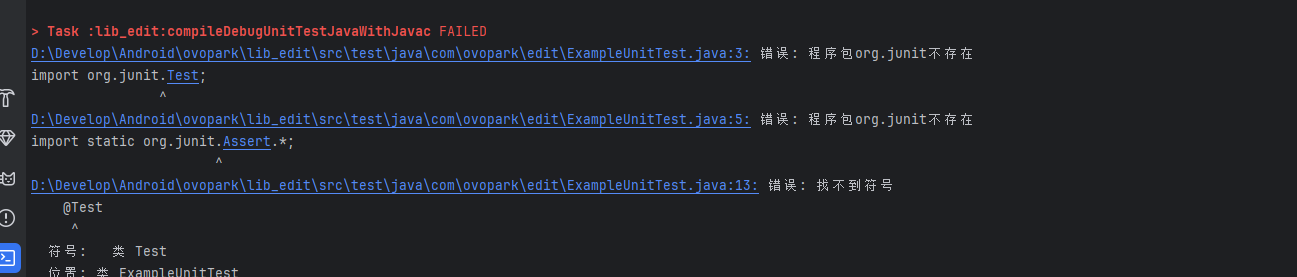 > Task :lib_edit:compileDebugUnitTestJavaWithJavac FAILED
D:\Develop\Android\ovopark\lib_edit\src\test\java\com\ovopark\edit\ExampleUnitTest.java:3: 错误: 程序包org.junit不存在
import org.junit.Test;
^
D:\Develop\Android\ovopark\lib_edit\src\test\java\com\ovopark\edit\ExampleUnitTest.java:5: 错误: 程序包org.junit不存在
import static org.junit.Assert.*;
^
D:\Develop\Android\ovopark\lib_edit\src\test\java\com\ovopark\edit\ExampleUnitTest.java:13: 错误: 找不到符号
@Test
^
符号:   类 Test
位置: 类 ExampleUnitTest